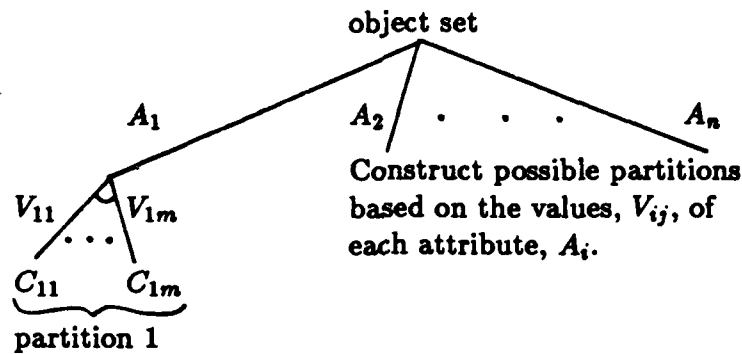 object set
A₁ A₂ . . . Aₙ
Construct possible partitions
V₁₁ V₁ₘ based on the values, Vᵢⱼ, of
. . . each attribute, Aᵢ.
C₁₁ C₁ₘ
partition 1